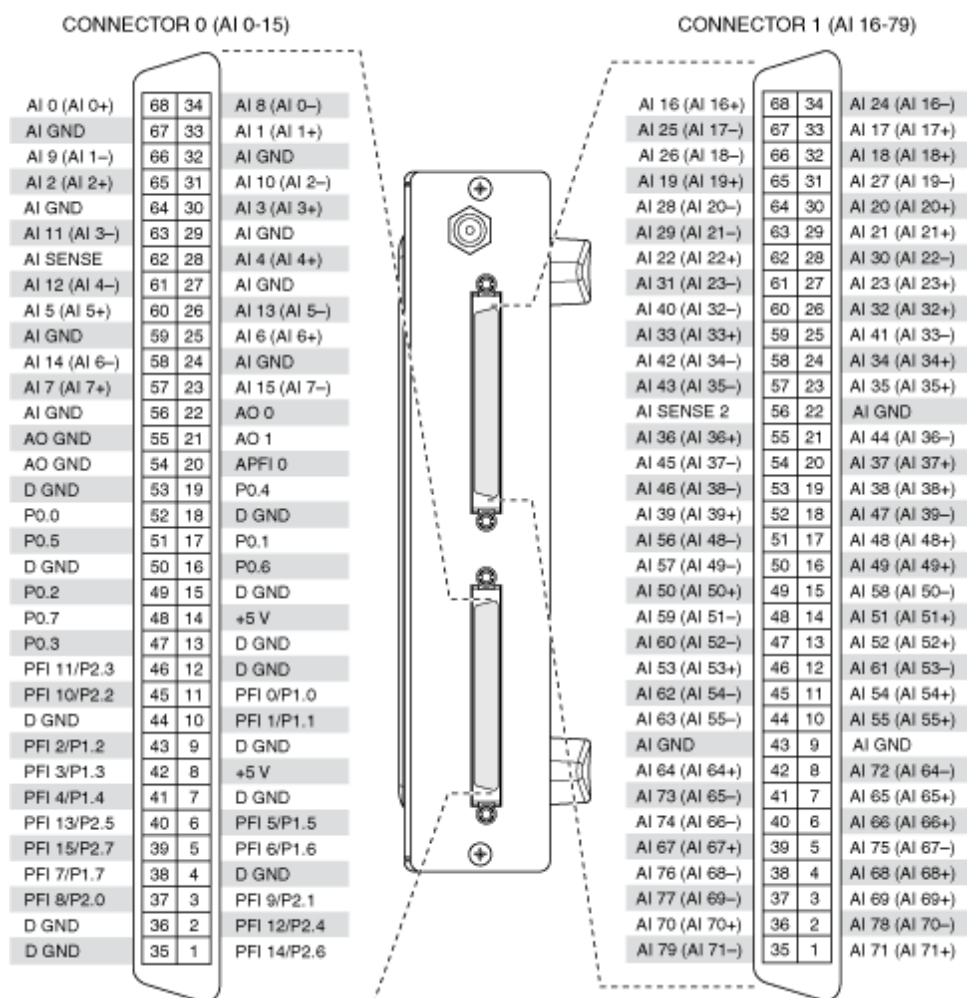 CONNECTOR 0 (AI 0-15)
AI 0 (AI 0+) 68 34 AI 8 (AI 0–)
AI GND 67 33 AI 1 (AI 1+)
AI 9 (AI 1–) 66 32 AI GND
AI 2 (AI 2+) 65 31 AI 10 (AI 2–)
AI GND 64 30 AI 3 (AI 3+)
AI 11 (AI 3–) 63 29 AI GND
AI SENSE 62 28 AI 4 (AI 4+)
AI 12 (AI 4–) 61 27 AI GND
AI 5 (AI 5+) 60 26 AI 13 (AI 5–)
AI GND 59 25 AI 6 (AI 6+)
AI 14 (AI 6–) 58 24 AI GND
AI 7 (AI 7+) 57 23 AI 15 (AI 7–)
AI GND 56 22 AO 0
AO GND 55 21 AO 1
AO GND 54 20 APFI 0
D GND 53 19 P0.4
P0.0 52 18 D GND
P0.5 51 17 P0.1
D GND 50 16 P0.6
P0.2 49 15 D GND
P0.7 48 14 +5 V
P0.3 47 13 D GND
PFI 11/P2.3 46 12 D GND
PFI 10/P2.2 45 11 PFI 0/P1.0
D GND 44 10 PFI 1/P1.1
PFI 2/P1.2 43 9 D GND
PFI 3/P1.3 42 8 +5 V
PFI 4/P1.4 41 7 D GND
PFI 13/P2.5 40 6 PFI 5/P1.5
PFI 15/P2.7 39 5 PFI 6/P1.6
PFI 7/P1.7 38 4 D GND
PFI 8/P2.0 37 3 PFI 9/P2.1
D GND 36 2 PFI 12/P2.4
D GND 35 1 PFI 14/P2.6
CONNECTOR 1 (AI 16-79)
AI 16 (AI 16+) 68 34 AI 24 (AI 16–)
AI 25 (AI 17–) 67 33 AI 17 (AI 17+)
AI 26 (AI 18–) 66 32 AI 18 (AI 18+)
AI 19 (AI 19+) 65 31 AI 27 (AI 19–)
AI 28 (AI 20–) 64 30 AI 20 (AI 20+)
AI 29 (AI 21–) 63 29 AI 21 (AI 21+)
AI 22 (AI 22+) 62 28 AI 30 (AI 22–)
AI 31 (AI 23–) 61 27 AI 23 (AI 23+)
AI 40 (AI 32–) 60 26 AI 32 (AI 32+)
AI 33 (AI 33+) 59 25 AI 41 (AI 33–)
AI 42 (AI 34–) 58 24 AI 34 (AI 34+)
AI 43 (AI 35–) 57 23 AI 35 (AI 35+)
AI SENSE 2 56 22 AI GND
AI 36 (AI 36+) 55 21 AI 44 (AI 36–)
AI 45 (AI 37–) 54 20 AI 37 (AI 37+)
AI 46 (AI 38–) 53 19 AI 38 (AI 38+)
AI 39 (AI 39+) 52 18 AI 47 (AI 39–)
AI 56 (AI 48–) 51 17 AI 48 (AI 48+)
AI 57 (AI 49–) 50 16 AI 49 (AI 49+)
AI 50 (AI 50+) 49 15 AI 58 (AI 50–)
AI 59 (AI 51–) 48 14 AI 51 (AI 51+)
AI 60 (AI 52–) 47 13 AI 52 (AI 52+)
AI 53 (AI 53+) 46 12 AI 61 (AI 53–)
AI 62 (AI 54–) 45 11 AI 54 (AI 54+)
AI 63 (AI 55–) 44 10 AI 55 (AI 55+)
AI GND 43 9 AI GND
AI 64 (AI 64+) 42 8 AI 72 (AI 64–)
AI 73 (AI 65–) 41 7 AI 65 (AI 65+)
AI 74 (AI 66–) 40 6 AI 66 (AI 66+)
AI 67 (AI 67+) 39 5 AI 75 (AI 67–)
AI 76 (AI 68–) 38 4 AI 68 (AI 68+)
AI 77 (AI 69–) 37 3 AI 69 (AI 69+)
AI 70 (AI 70+) 36 2 AI 78 (AI 70–)
AI 79 (AI 71–) 35 1 AI 71 (AI 71+)